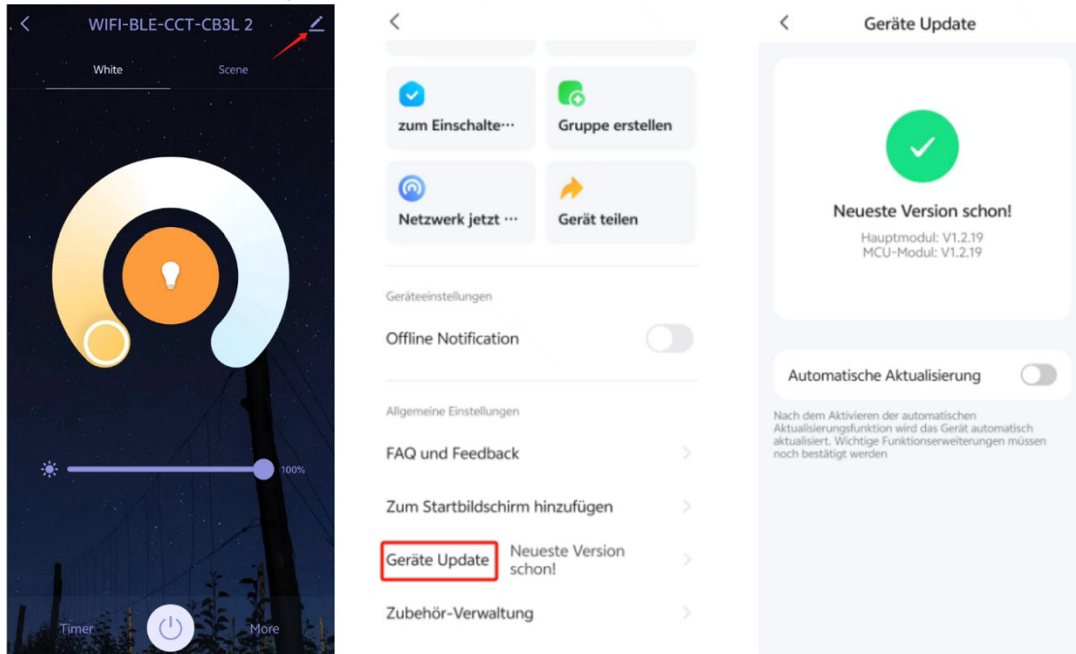 WIFI-BLE-CCT-CB3L 2
White
Scene
100%
Timer
More
zum Einschalte···
Gruppe erstellen
Netzwerk jetzt ···
Gerät teilen
Geräteeinstellungen
Offline Notification
Allgemeine Einstellungen
FAQ und Feedback
Zum Startbildschirm hinzufügen
Geräte Update
Neueste Version
schon!
Zubehör-Verwaltung
Geräte Update
Neueste Version schon!
Hauptmodul: V1.2.19
MCU-Modul: V1.2.19
Automatische Aktualisierung
Nach dem Aktivieren der automatischen
Aktualisierungsfunktion wird das Gerät automatisch
aktualisiert. Wichtige Funktionserweiterungen müssen
noch bestätigt werden